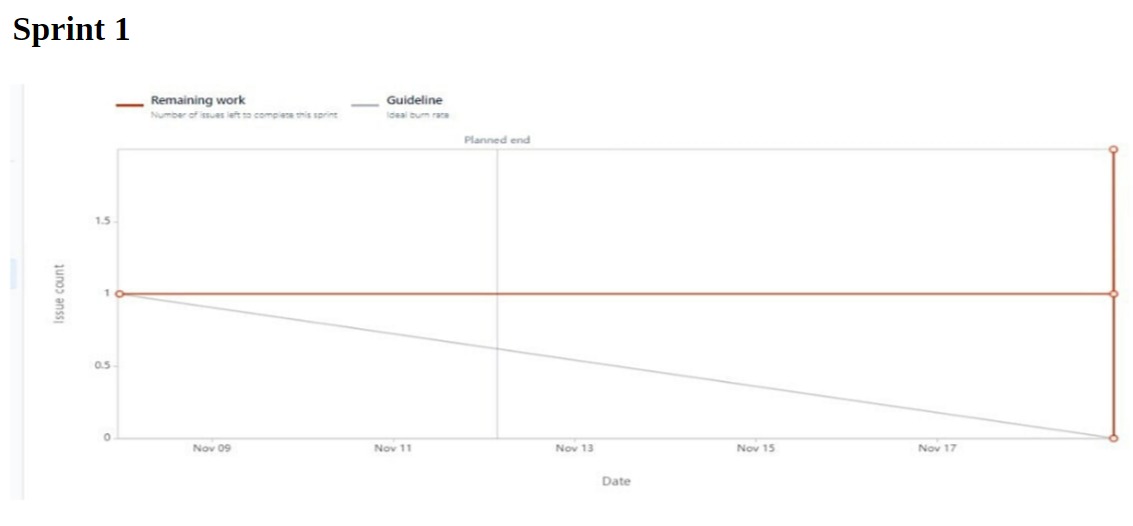 Sprint 1
Remaining work
Guideline
Number of issues left to complete this sprint
Ideal burn rate
Planned end
1.5
1
0.5
0
Issue count
Nov 09
Nov 11
Nov 13
Nov 15
Nov 17
Date